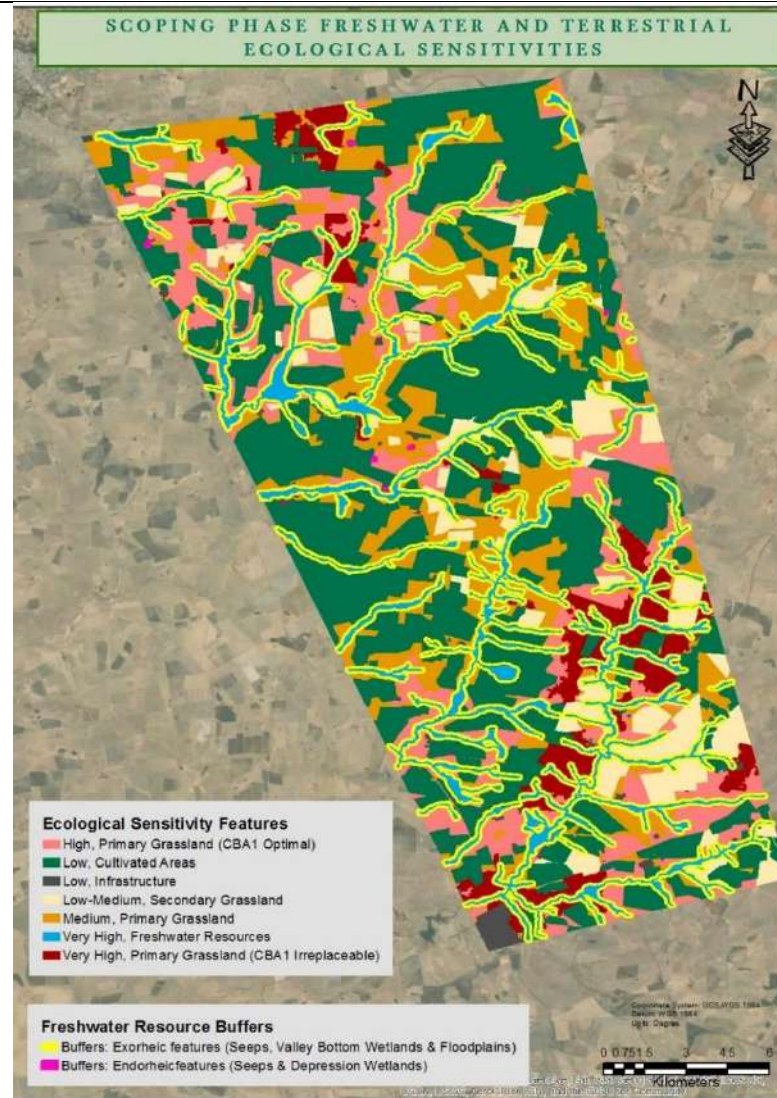 SCOPING PHASE FRESHWATER AND TERRESTRIAL
ECOLOGICAL SENSITIVITIES
N
Ecological Sensitivity Features
High, Primary Grassland (CBA1 Optimal)
Low, Cultivated Areas
Low, Infrastructure
Low-Medium, Secondary Grassland
Medium, Primary Grassland
Very High, Freshwater Resources
Very High, Primary Grassland (CBA1 Irreplaceable)
Freshwater Resource Buffers
Buffers: Exorheic features (Seeps, Valley Bottom Wetlands & Floodplains)
Buffers: Endorheicfeatures (Seeps & Depression Wetlands)
Coordinate System: GCS WGS 1984
Datum: WGS 1984
Units: Degree
0 0.751.5 3 4.5 6
Kilometers